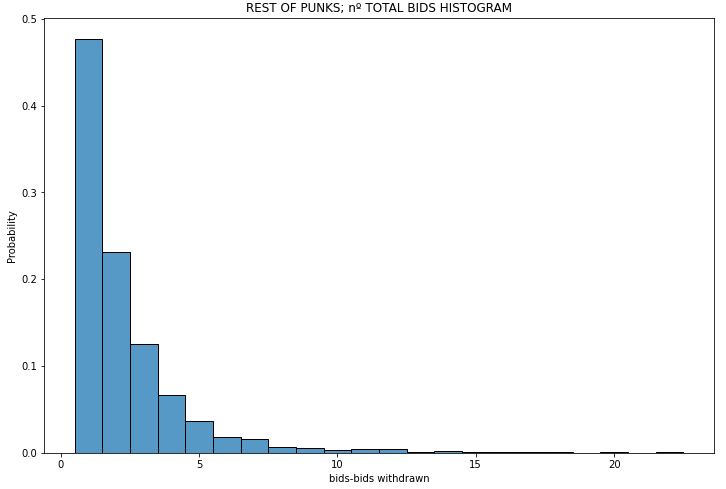 REST OF PUNKS; nº TOTAL BIDS HISTOGRAM
0.5
0.4
0.3
0.2
0.1
0.0
Probability
0 5 10 15 20
bids-bids withdrawn